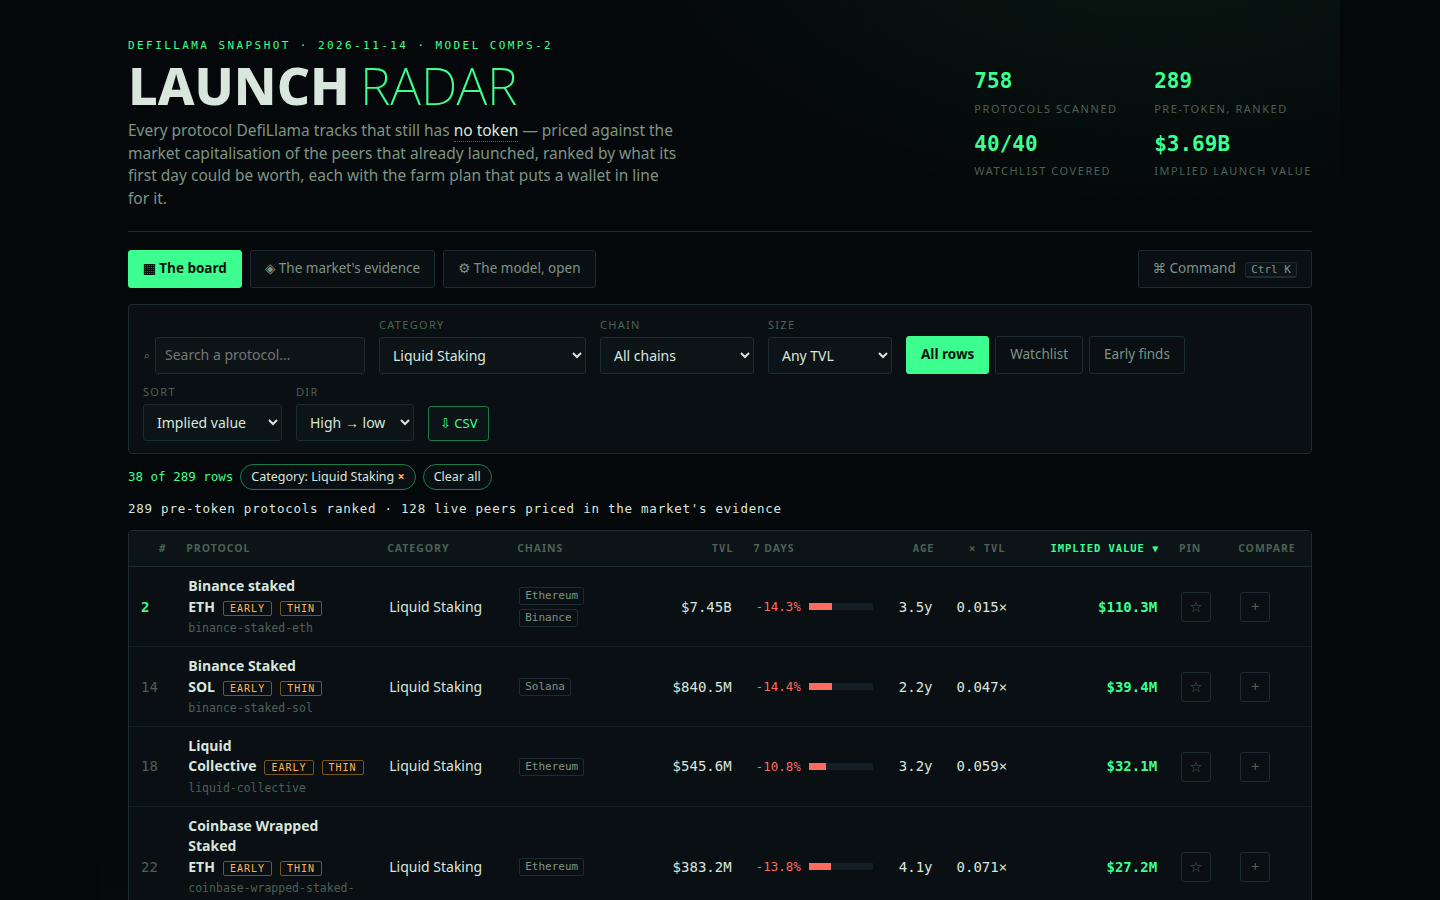 DEFILLAMA SNAPSHOT · 2026-11-14 · MODEL COMPS-2
LAUNCH RADAR
Every protocol DefiLlama tracks that still has no token — priced against the
market capitalisation of the peers that already launched, ranked by what its
first day could be worth, each with the farm plan that puts a wallet in line
for it.
758
PROTOCOLS SCANNED
289
PRE-TOKEN, RANKED
40/40
WATCHLIST COVERED
$3.69B
IMPLIED LAUNCH VALUE
▦ The board
◈ The market's evidence
⚙ The model, open
⌘ Command Ctrl K
Search a protocol...
CATEGORY
Liquid Staking
CHAIN
All chains
SIZE
Any TVL
All rows
Watchlist
Early finds
SORT
Implied value
DIR
High → low
⇩ CSV
38 of 289 rows
Category: Liquid Staking ×
Clear all
289 pre-token protocols ranked · 128 live peers priced in the market's evidence
# PROTOCOL CATEGORY CHAINS TVL 7 DAYS AGE × TVL IMPLIED VALUE ▼ PIN COMPARE
2 Binance staked
ETH EARLY THIN
binance-staked-eth
Liquid Staking
Ethereum
Binance
$7.45B -14.3% 3.5y 0.015× $110.3M ☆ +
14 Binance Staked
SOL EARLY THIN
binance-staked-sol
Liquid Staking
Solana
$840.5M -14.4% 2.2y 0.047× $39.4M ☆ +
18 Liquid
Collective EARLY THIN
liquid-collective
Liquid Staking
Ethereum
$545.6M -10.8% 3.2y 0.059× $32.1M ☆ +
22 Coinbase Wrapped
Staked
ETH EARLY THIN
coinbase-wrapped-staked-
Liquid Staking
Ethereum
$383.2M -13.8% 4.1y 0.071× $27.2M ☆ +